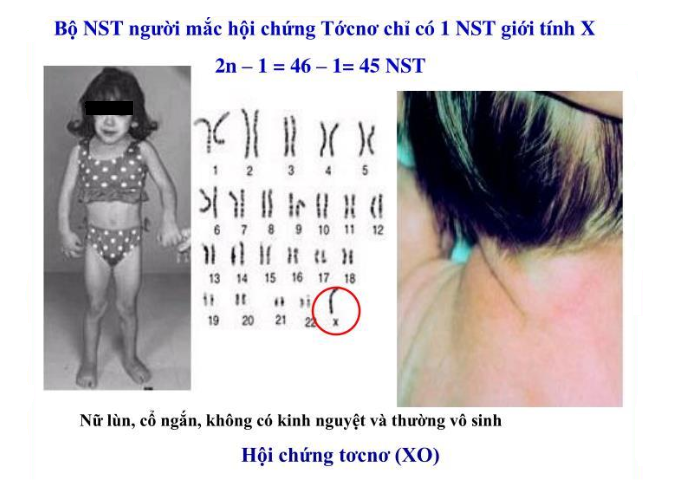 Bộ NST người mắc hội chứng Tớcnơ chỉ có 1 NST giới tính X
2n – 1 = 46 – 1= 45 NST
1 2 3 4 5
6 7 8 9 10 11 12
13 14 15 16 17 18
19 20 21 22 x
Nữ lùn, cổ ngắn, không có kinh nguyệt và thường vô sinh
Hội chứng tơcnơ (XO)